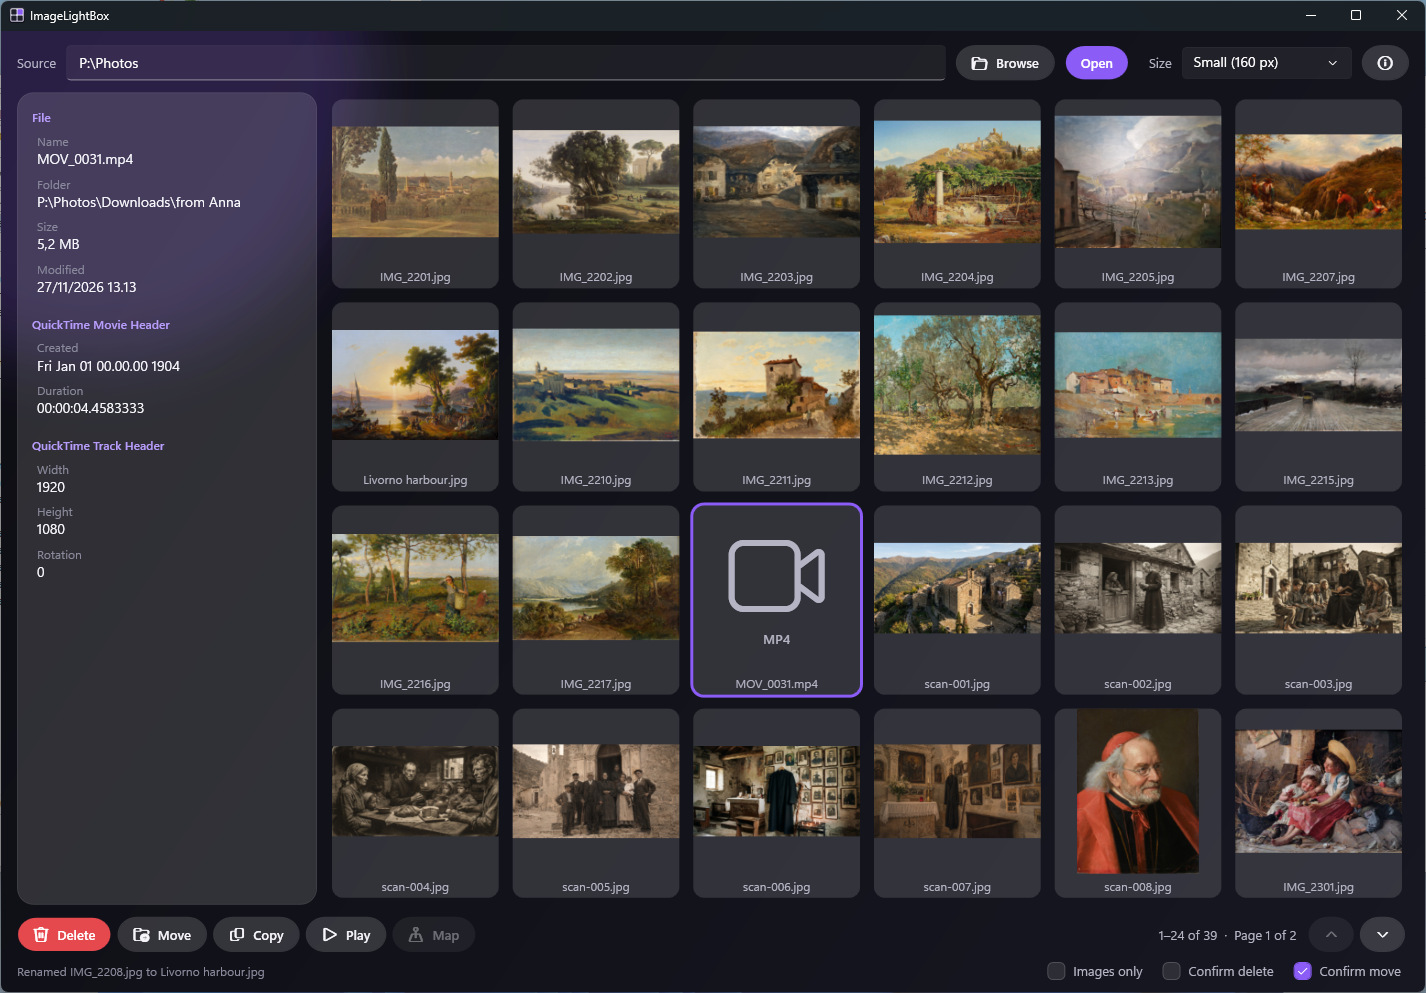 ImageLightBox
Source
P:\Photos
Browse
Open
Size
Small (160 px)
File
Name
MOV_0031.mp4
Folder
P:\Photos\Downloads\from Anna
Size
5,2 MB
Modified
27/11/2026 13.13
QuickTime Movie Header
Created
Fri Jan 01 00.00.00 1904
Duration
00:00:04.4583333
QuickTime Track Header
Width
1920
Height
1080
Rotation
0
IMG_2201.jpg
IMG_2202.jpg
IMG_2203.jpg
IMG_2204.jpg
IMG_2205.jpg
IMG_2207.jpg
Livorno harbour.jpg
IMG_2210.jpg
IMG_2211.jpg
IMG_2212.jpg
IMG_2213.jpg
IMG_2215.jpg
IMG_2216.jpg
IMG_2217.jpg
MP4
MOV_0031.mp4
scan-001.jpg
scan-002.jpg
scan-003.jpg
scan-004.jpg
scan-005.jpg
scan-006.jpg
scan-007.jpg
scan-008.jpg
IMG_2301.jpg
Delete
Move
Copy
Play
Map
1–24 of 39 · Page 1 of 2
Renamed IMG_2208.jpg to Livorno harbour.jpg
Images only
Confirm delete
Confirm move